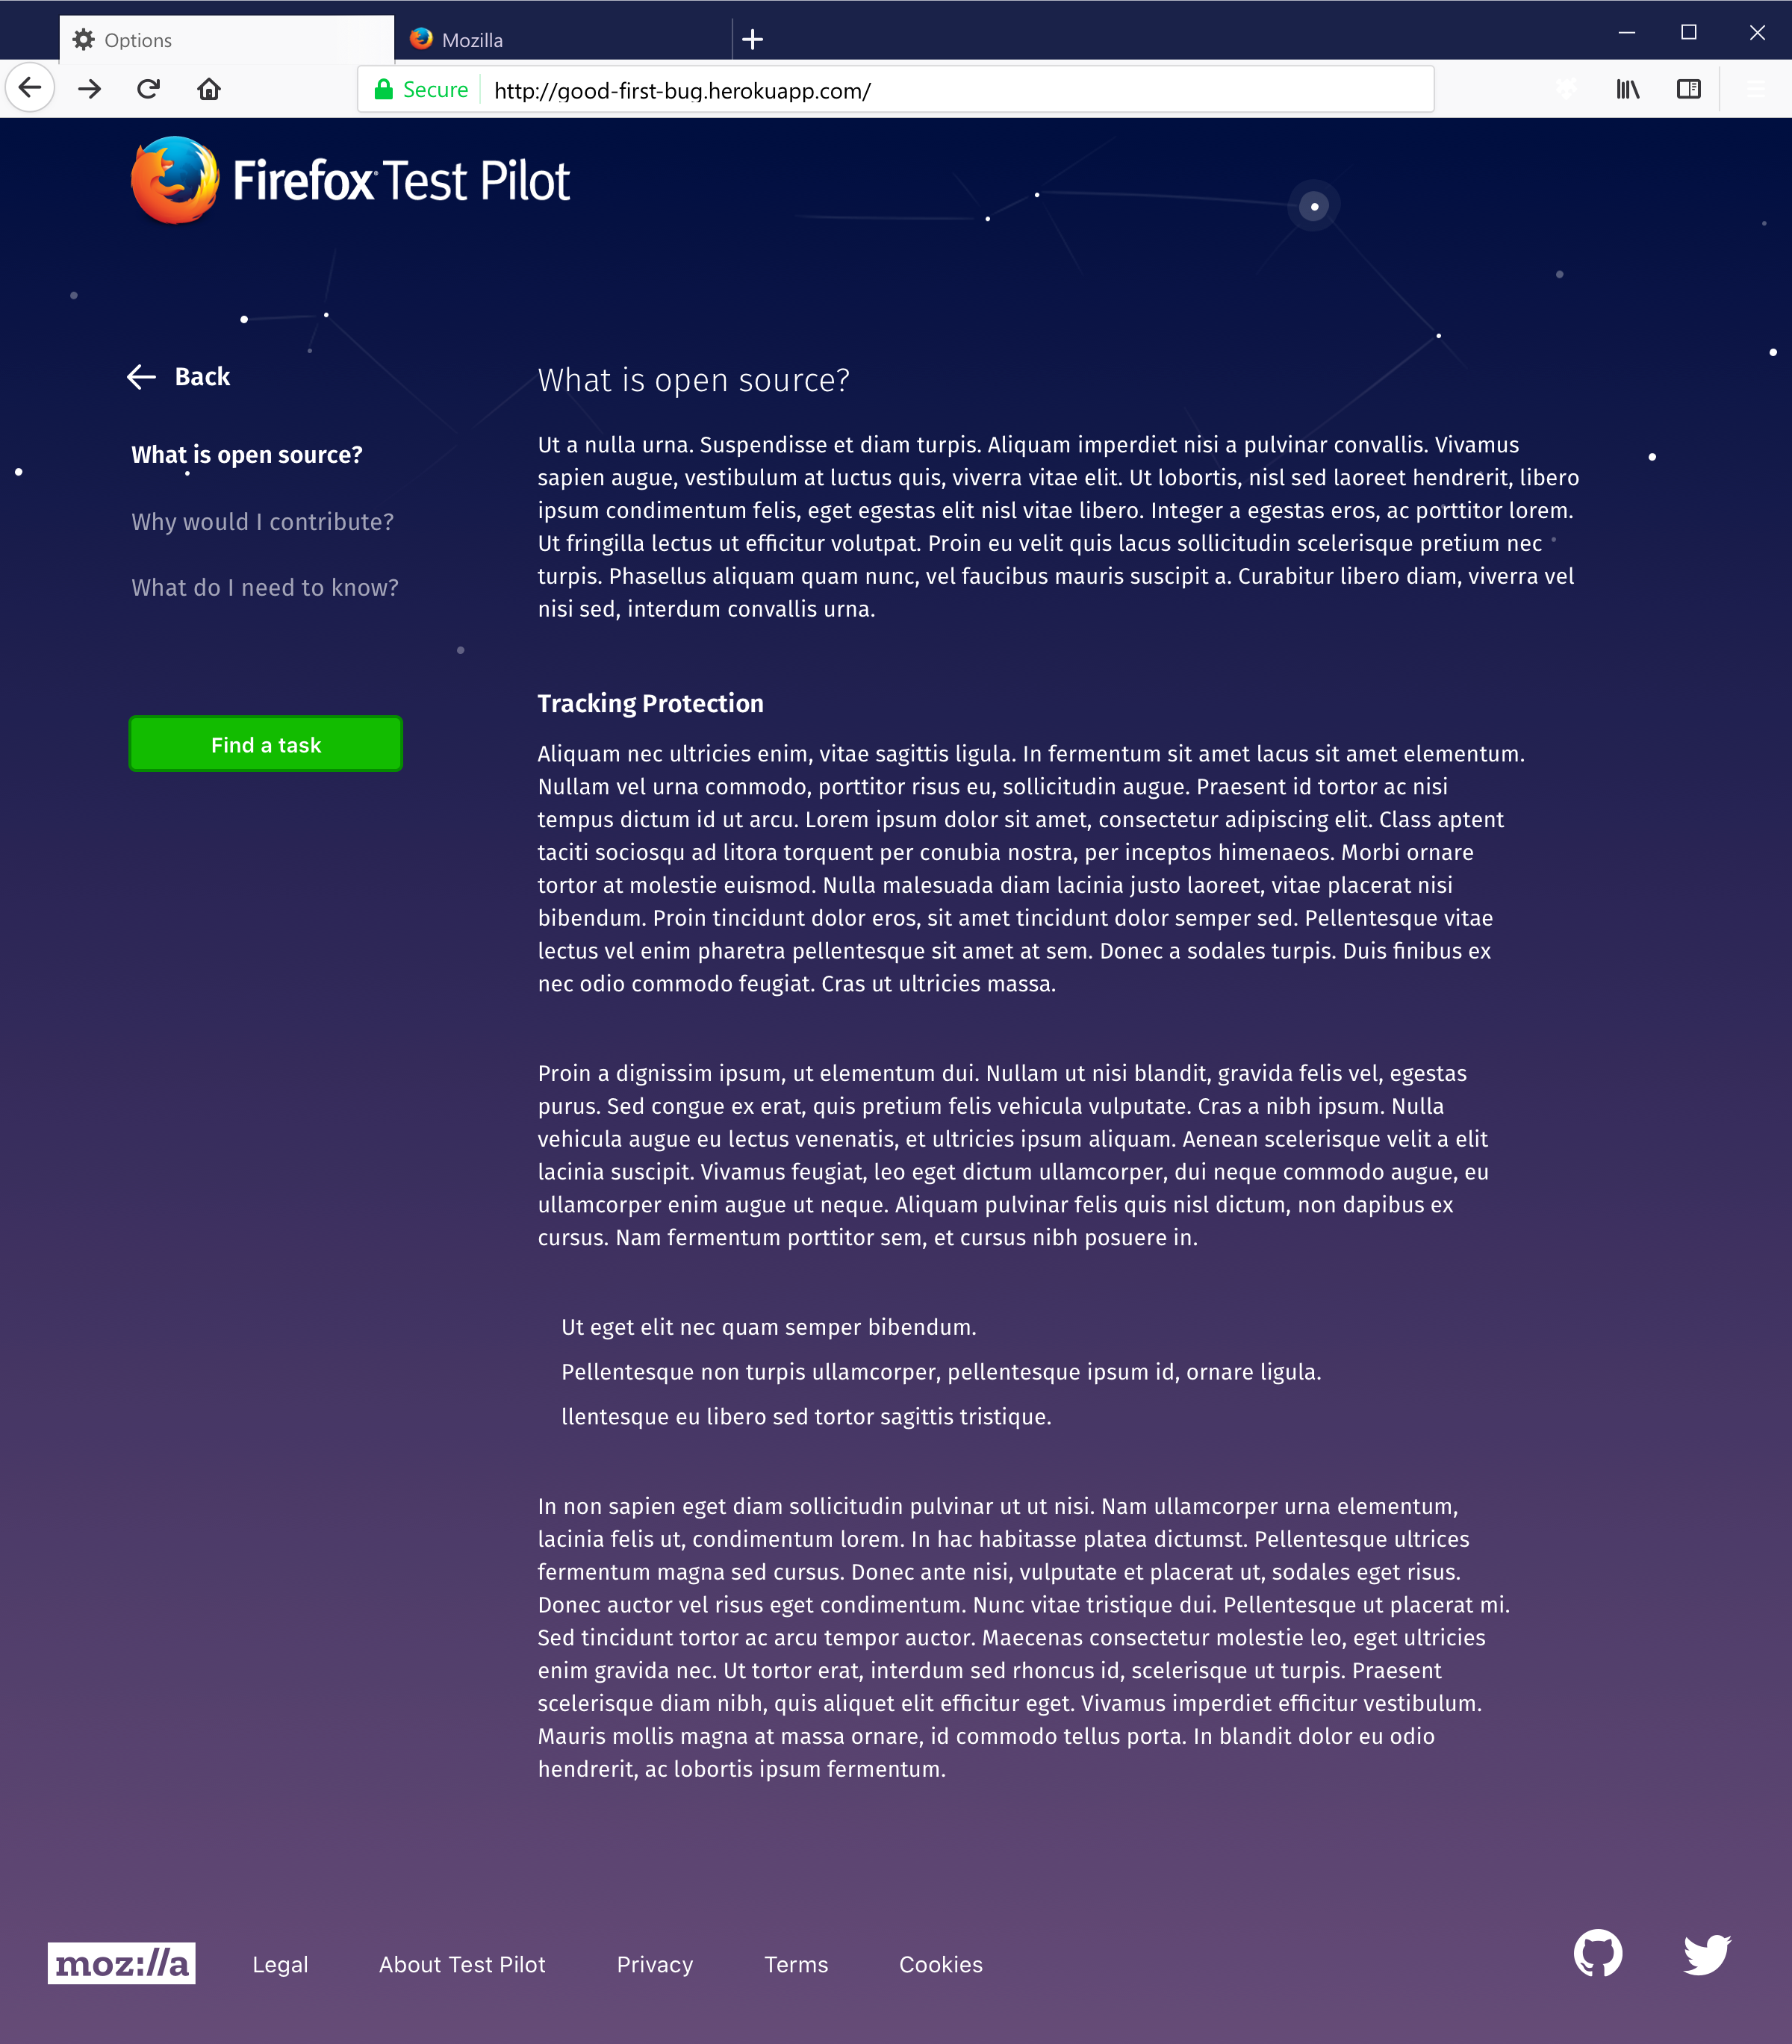 Options
Mozilla
Secure
http://good-first-bug.herokuapp.com/
Firefox Test Pilot
Back
What is open source?
Why would I contribute?
What do I need to know?
Find a task
What is open source?
Ut a nulla urna. Suspendisse et diam turpis. Aliquam imperdiet nisi a pulvinar convallis. Vivamus
sapien augue, vestibulum at luctus quis, viverra vitae elit. Ut lobortis, nisl sed laoreet hendrerit, libero
ipsum condimentum felis, eget egestas elit nisl vitae libero. Integer a egestas eros, ac porttitor lorem.
Ut fringilla lectus ut efficitur volutpat. Proin eu velit quis lacus sollicitudin scelerisque pretium nec
turpis. Phasellus aliquam quam nunc, vel faucibus mauris suscipit a. Curabitur libero diam, viverra vel
nisi sed, interdum convallis urna.
Tracking Protection
Aliquam nec ultricies enim, vitae sagittis ligula. In fermentum sit amet lacus sit amet elementum.
Nullam vel urna commodo, porttitor risus eu, sollicitudin augue. Praesent id tortor ac nisi
tempus dictum id ut arcu. Lorem ipsum dolor sit amet, consectetur adipiscing elit. Class aptent
taciti sociosqu ad litora torquent per conubia nostra, per inceptos himenaeos. Morbi ornare
tortor at molestie euismod. Nulla malesuada diam lacinia justo laoreet, vitae placerat nisi
bibendum. Proin tincidunt dolor eros, sit amet tincidunt dolor semper sed. Pellentesque vitae
lectus vel enim pharetra pellentesque sit amet at sem. Donec a sodales turpis. Duis finibus ex
nec odio commodo feugiat. Cras ut ultricies massa.
Proin a dignissim ipsum, ut elementum dui. Nullam ut nisi blandit, gravida felis vel, egestas
purus. Sed congue ex erat, quis pretium felis vehicula vulputate. Cras a nibh ipsum. Nulla
vehicula augue eu lectus venenatis, et ultricies ipsum aliquam. Aenean scelerisque velit a elit
lacinia suscipit. Vivamus feugiat, leo eget dictum ullamcorper, dui neque commodo augue, eu
ullamcorper enim augue ut neque. Aliquam pulvinar felis quis nisl dictum, non dapibus ex
cursus. Nam fermentum porttitor sem, et cursus nibh posuere in.
Ut eget elit nec quam semper bibendum.
Pellentesque non turpis ullamcorper, pellentesque ipsum id, ornare ligula.
llentesque eu libero sed tortor sagittis tristique.
In non sapien eget diam sollicitudin pulvinar ut ut nisi. Nam ullamcorper urna elementum,
lacinia felis ut, condimentum lorem. In hac habitasse platea dictumst. Pellentesque ultrices
fermentum magna sed cursus. Donec ante nisi, vulputate et placerat ut, sodales eget risus.
Donec auctor vel risus eget condimentum. Nunc vitae tristique dui. Pellentesque ut placerat mi.
Sed tincidunt tortor ac arcu tempor auctor. Maecenas consectetur molestie leo, eget ultricies
enim gravida nec. Ut tortor erat, interdum sed rhoncus id, scelerisque ut turpis. Praesent
scelerisque diam nibh, quis aliquet elit efficitur eget. Vivamus imperdiet efficitur vestibulum.
Mauris mollis magna at massa ornare, id commodo tellus porta. In blandit dolor eu odio
hendrerit, ac lobortis ipsum fermentum.
moz://a
Legal
About Test Pilot
Privacy
Terms
Cookies